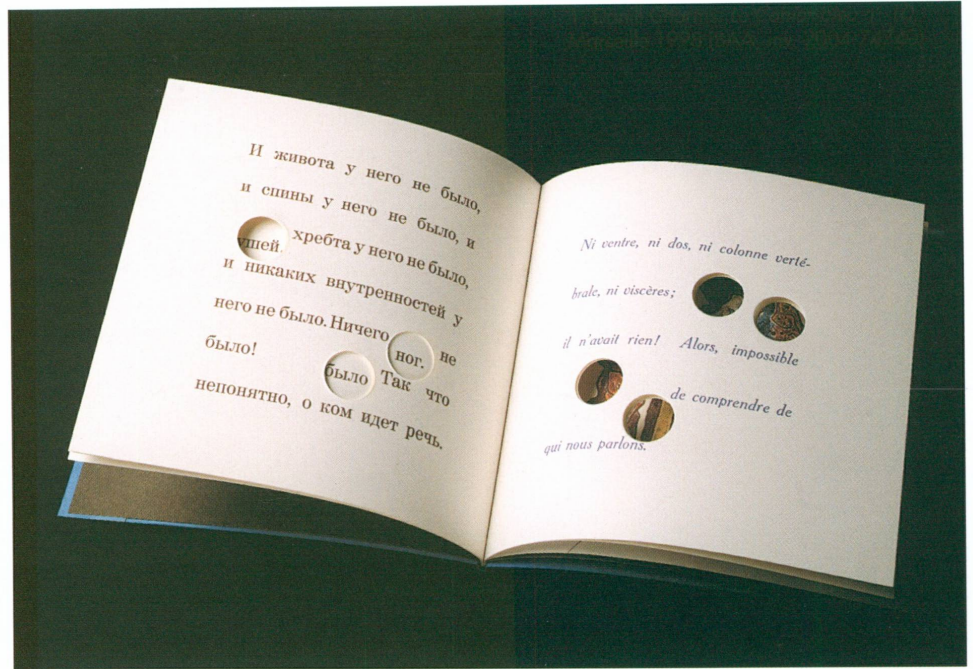 И живота у него не было,
и спины у него не было, и
ушей. хребта у него не было,
и никаких внутренностей у
него не было. Ничего ног. не
было! было Так что
непонятно, о ком идет речь.
Ni ventre, ni dos, ni colonne verté-
brale, ni viscères;
il n'avait rien! Alors, impossible
de comprendre de
qui nous parlons.